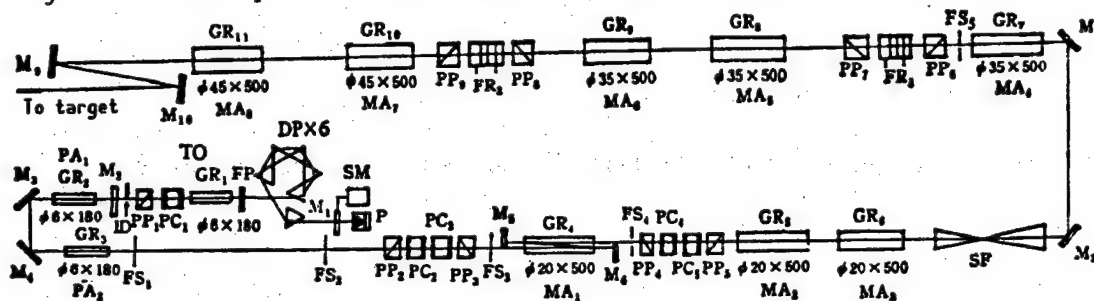 GR₁₁ GR₁₀ GR₉ GR₈ FS₅ GR₇ M
M₉ PP₉ FR₂ PP₈ PP₇ FR₃ PP₆
φ45×500 φ45×500 φ35×500 φ35×500 φ35×500
To target M₁₀ MA₈ MA₇ MA₆ MA₅ MA₄
DP×6
PA₁ TO SM
M₃ GR₂ M₂ GR₁ FP
M₁ P PC₃ M₅ FS₄ PC₄
φ6×180 ID PP₁ PC₁ φ6×180 GR₄ GR₅ GR₆
GR₃
M₄ φ6×180 FS₁ FS₂ PP₂ PC₂ PP₃ FS₃ φ20×500 M₆ PP₄ PC₅ PP₅ φ20×500 φ20×500 SF M
PA₂ MA₁ MA₂ MA₃